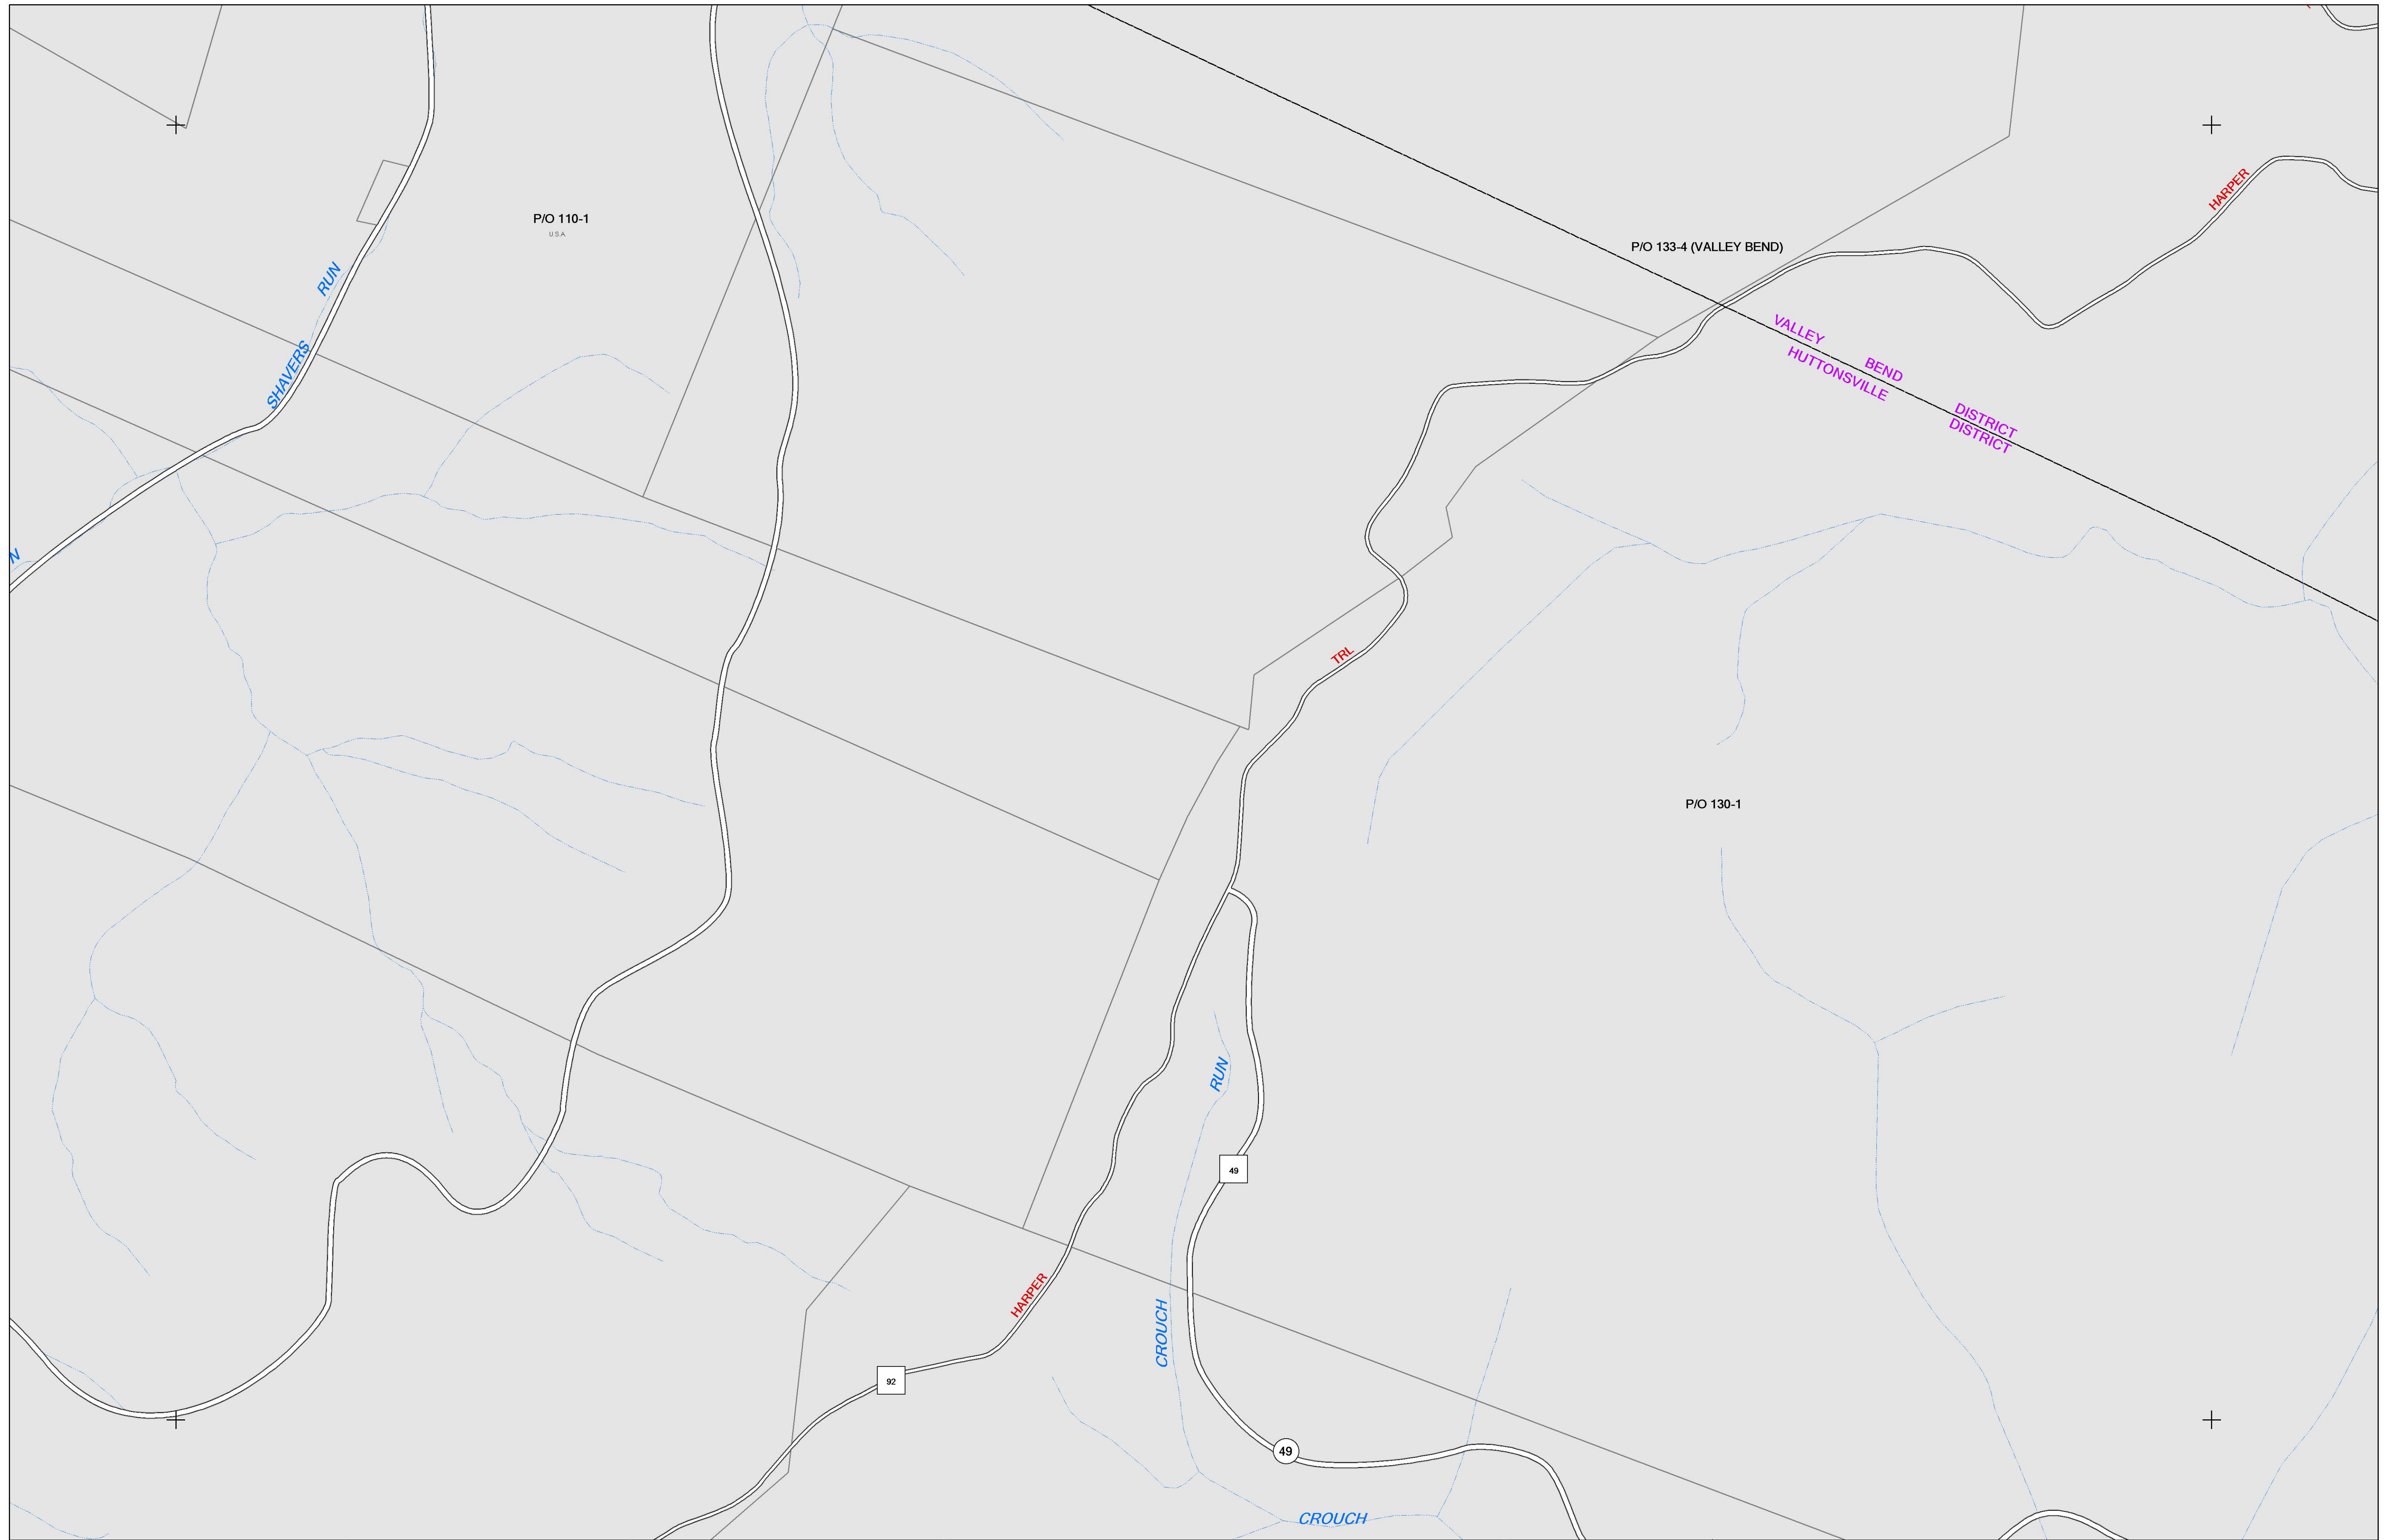 HARPER
P/O 110-1
U.S.A
P/O 133-4 (VALLEY BEND)
SHAVERS RUN
VALLEY BEND DISTRICT
HUTTONSVILLE DISTRICT
N
TRL
P/O 130-1
RUN
49
HARPER
CROUCH
92
49
CROUCH